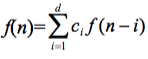 f(n)=∑_{i=1}^{d} c_i f(n−i)